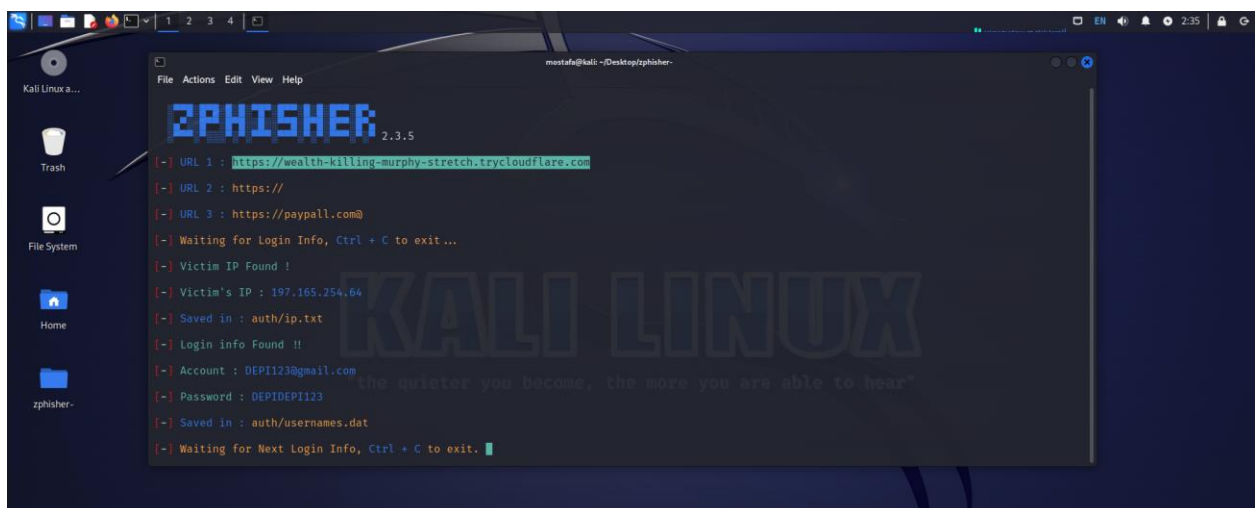 1 2 3 4
EN 2:35
mostafa@kali: ~/Desktop/zphisher-
File Actions Edit View Help
Kali Linux a...
Trash
File System
Home
zphisher-
ZPHISHER 2.3.5
[-] URL 1 : https://wealth-killing-murphy-stretch.trycloudflare.com
[-] URL 2 : https://
[-] URL 3 : https://paypall.com@
[-] Waiting for Login Info, Ctrl + C to exit...
[-] Victim IP Found !
[-] Victim's IP : 197.165.254.64
[-] Saved in : auth/ip.txt
[-] Login info Found !!
[-] Account : DEPI123@gmail.com
[-] Password : DEPIDEPI123
[-] Saved in : auth/usernames.dat
[-] Waiting for Next Login Info, Ctrl + C to exit.
KALI LINUX
"the quieter you become, the more you are able to hear"